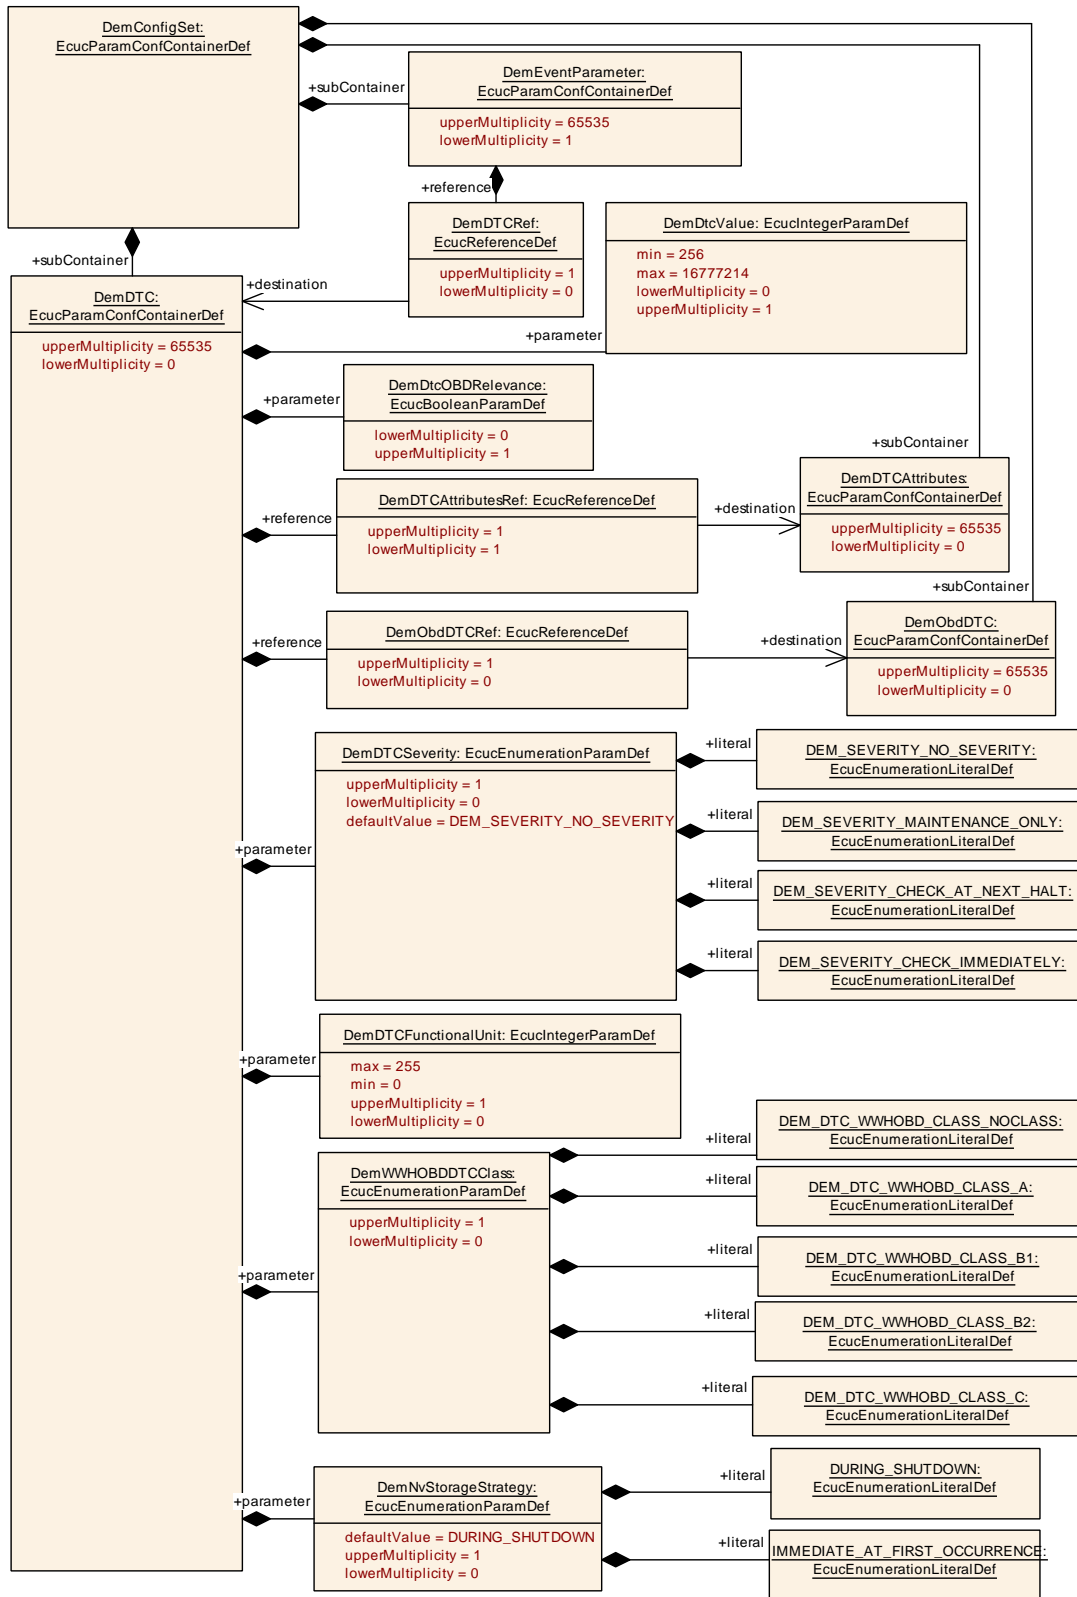 DemConfigSet:
EcucParamConfContainerDef
+subContainer
DemEventParameter:
EcucParamConfContainerDef
upperMultiplicity = 65535
lowerMultiplicity = 1
+reference
DemDTCRef:
EcucReferenceDef
upperMultiplicity = 1
lowerMultiplicity = 0
DemDtcValue: EcucIntegerParamDef
min = 256
max = 16777214
lowerMultiplicity = 0
upperMultiplicity = 1
+subContainer
+destination
DemDTC:
EcucParamConfContainerDef
upperMultiplicity = 65535
lowerMultiplicity = 0
+parameter
+parameter
DemDtcOBDRelevance:
EcucBooleanParamDef
lowerMultiplicity = 0
upperMultiplicity = 1
+subContainer
DemDTCAttributes:
EcucParamConfContainerDef
upperMultiplicity = 65535
lowerMultiplicity = 0
+reference
DemDTCAttributesRef: EcucReferenceDef
upperMultiplicity = 1
lowerMultiplicity = 1
+destination
+subContainer
+reference
DemObdDTCRef: EcucReferenceDef
upperMultiplicity = 1
lowerMultiplicity = 0
+destination
DemObdDTC:
EcucParamConfContainerDef
upperMultiplicity = 65535
lowerMultiplicity = 0
+parameter
DemDTCSeverity: EcucEnumerationParamDef
upperMultiplicity = 1
lowerMultiplicity = 0
defaultValue = DEM_SEVERITY_NO_SEVERITY
+literal
DEM_SEVERITY_NO_SEVERITY:
EcucEnumerationLiteralDef
+literal
DEM_SEVERITY_MAINTENANCE_ONLY:
EcucEnumerationLiteralDef
+literal
DEM_SEVERITY_CHECK_AT_NEXT_HALT:
EcucEnumerationLiteralDef
+literal
DEM_SEVERITY_CHECK_IMMEDIATELY:
EcucEnumerationLiteralDef
+parameter
DemDTCFunctionalUnit: EcucIntegerParamDef
max = 255
min = 0
upperMultiplicity = 1
lowerMultiplicity = 0
+parameter
DemWWHOBDDTCClass:
EcucEnumerationParamDef
upperMultiplicity = 1
lowerMultiplicity = 0
+literal
DEM_DTC_WWHOBD_CLASS_NOCLASS:
EcucEnumerationLiteralDef
+literal
DEM_DTC_WWHOBD_CLASS_A:
EcucEnumerationLiteralDef
+literal
DEM_DTC_WWHOBD_CLASS_B1:
EcucEnumerationLiteralDef
+literal
DEM_DTC_WWHOBD_CLASS_B2:
EcucEnumerationLiteralDef
+literal
DEM_DTC_WWHOBD_CLASS_C:
EcucEnumerationLiteralDef
+parameter
DemNvStorageStrategy:
EcucEnumerationParamDef
defaultValue = DURING_SHUTDOWN
upperMultiplicity = 1
lowerMultiplicity = 0
+literal
DURING_SHUTDOWN:
EcucEnumerationLiteralDef
+literal
IMMEDIATE_AT_FIRST_OCCURRENCE:
EcucEnumerationLiteralDef